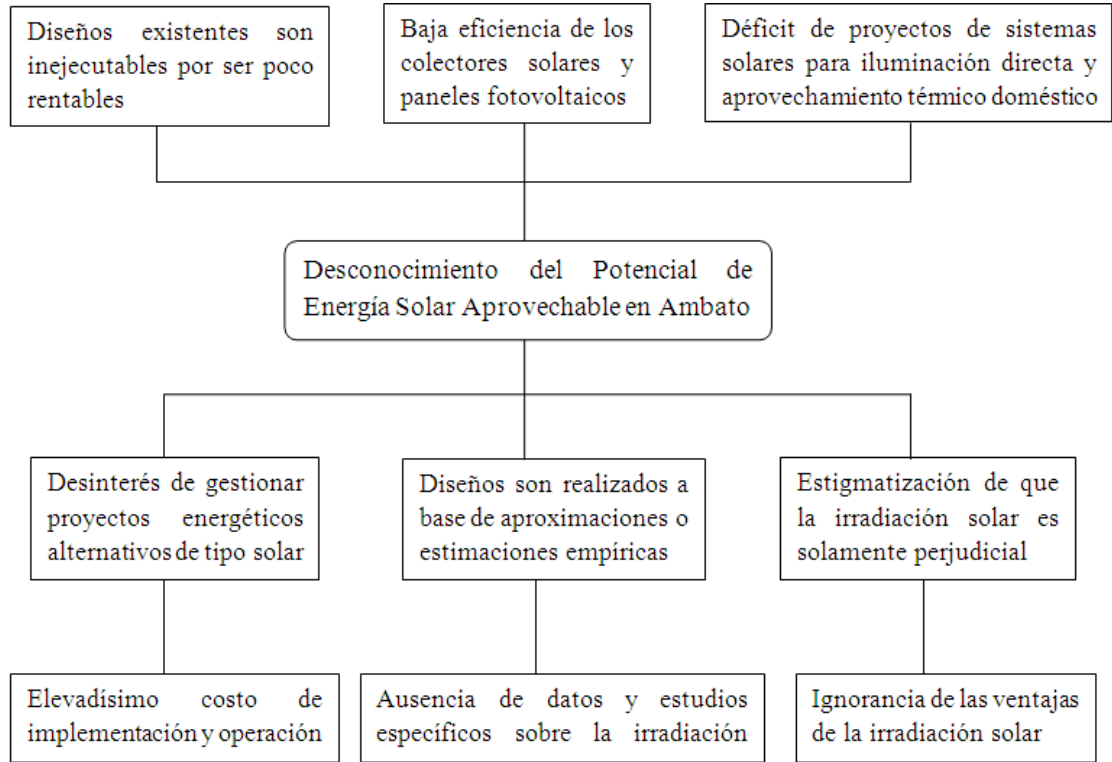 Diseños existentes son
inejecutables por ser poco
rentables
Baja eficiencia de los
colectores solares y
paneles fotovoltaicos
Déficit de proyectos de sistemas
solares para iluminación directa y
aprovechamiento térmico doméstico
Desconocimiento del Potencial de
Energía Solar Aprovechable en Ambato
Desinterés de gestionar
proyectos energéticos
alternativos de tipo solar
Diseños son realizados a
base de aproximaciones o
estimaciones empíricas
Estigmatización de que
la irradiación solar es
solamente perjudicial
Elevadísimo costo de
implementación y operación
Ausencia de datos y estudios
específicos sobre la irradiación
Ignorancia de las ventajas
de la irradiación solar